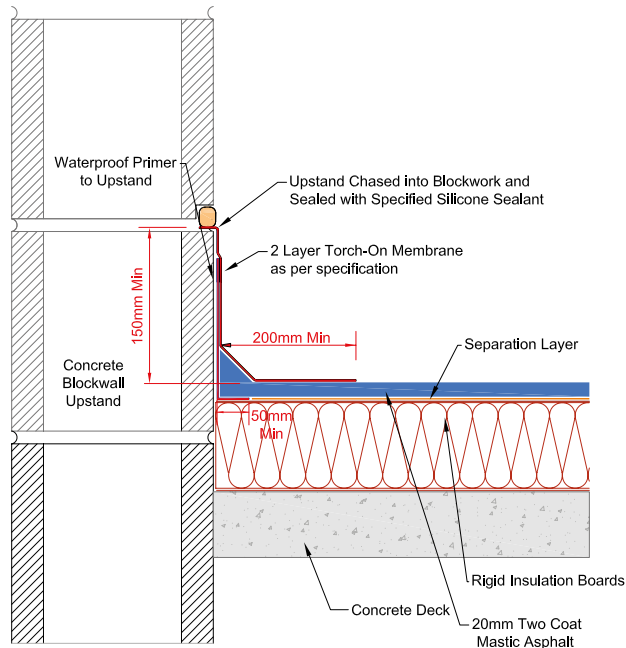 Waterproof Primer
to Upstand
Upstand Chased into Blockwork and
Sealed with Specified Silicone Sealant
2 Layer Torch-On Membrane
as per specification
150mm Min
200mm Min
Separation Layer
Concrete
Blockwall
Upstand
50mm
Min
Rigid Insulation Boards
Concrete Deck
20mm Two Coat
Mastic Asphalt